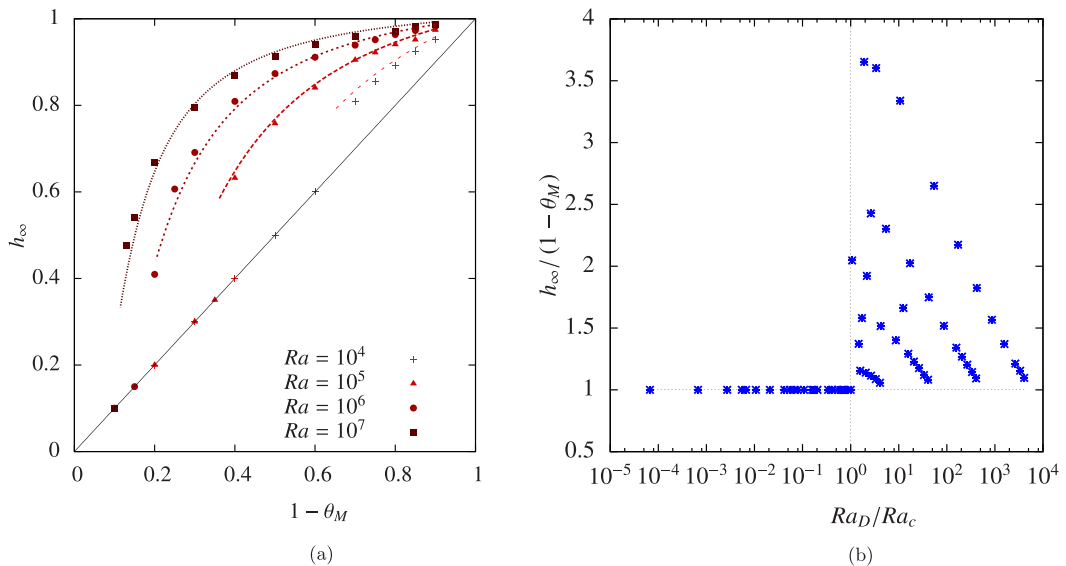 1
0.8
0.6
0.4
0.2
0
0
0.2
0.4
0.6
0.8
1
h∞
1 − θM
Ra = 10⁴
Ra = 10⁵
Ra = 10⁶
Ra = 10⁷
(a)
4
3.5
3
2.5
2
1.5
1
0.5
10⁻⁵ 10⁻⁴ 10⁻³ 10⁻² 10⁻¹ 10⁰ 10¹ 10² 10³ 10⁴
h∞/(1 − θM)
RaD/Rac
(b)